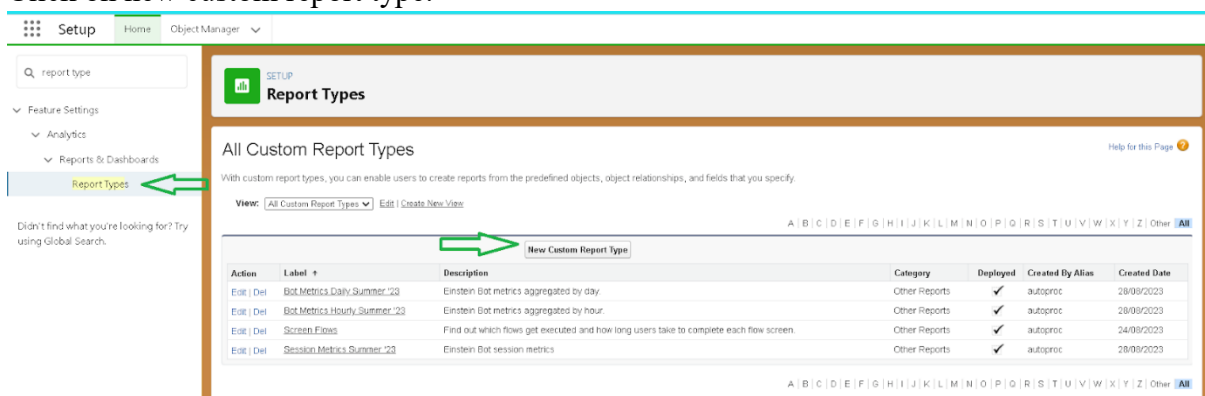 Click on new custom report type.
Setup Home Object Manager
report type
Feature Settings
Analytics
Reports & Dashboards
Report Types
Didn't find what you're looking for? Try
using Global Search.
SETUP
Report Types
All Custom Report Types
Help for this Page
With custom report types, you can enable users to create reports from the predefined objects, object relationships, and fields that you specify.
View: All Custom Report Types Edit | Create New View
A | B | C | D | E | F | G | H | I | J | K | L | M | N | O | P | Q | R | S | T | U | V | W | X | Y | Z | Other All
New Custom Report Type
Action Label ↑ Description Category Deployed Created By Alias Created Date
Edit | Del Bot Metrics Daily Summer '23 Einstein Bot metrics aggregated by day. Other Reports ✓ autoproc 28/08/2023
Edit | Del Bot Metrics Hourly Summer '23 Einstein Bot metrics aggregated by hour. Other Reports ✓ autoproc 28/08/2023
Edit | Del Screen Flows Find out which flows get executed and how long users take to complete each flow screen. Other Reports ✓ autoproc 24/08/2023
Edit | Del Session Metrics Summer '23 Einstein Bot session metrics Other Reports ✓ autoproc 28/08/2023
A | B | C | D | E | F | G | H | I | J | K | L | M | N | O | P | Q | R | S | T | U | V | W | X | Y | Z | Other All